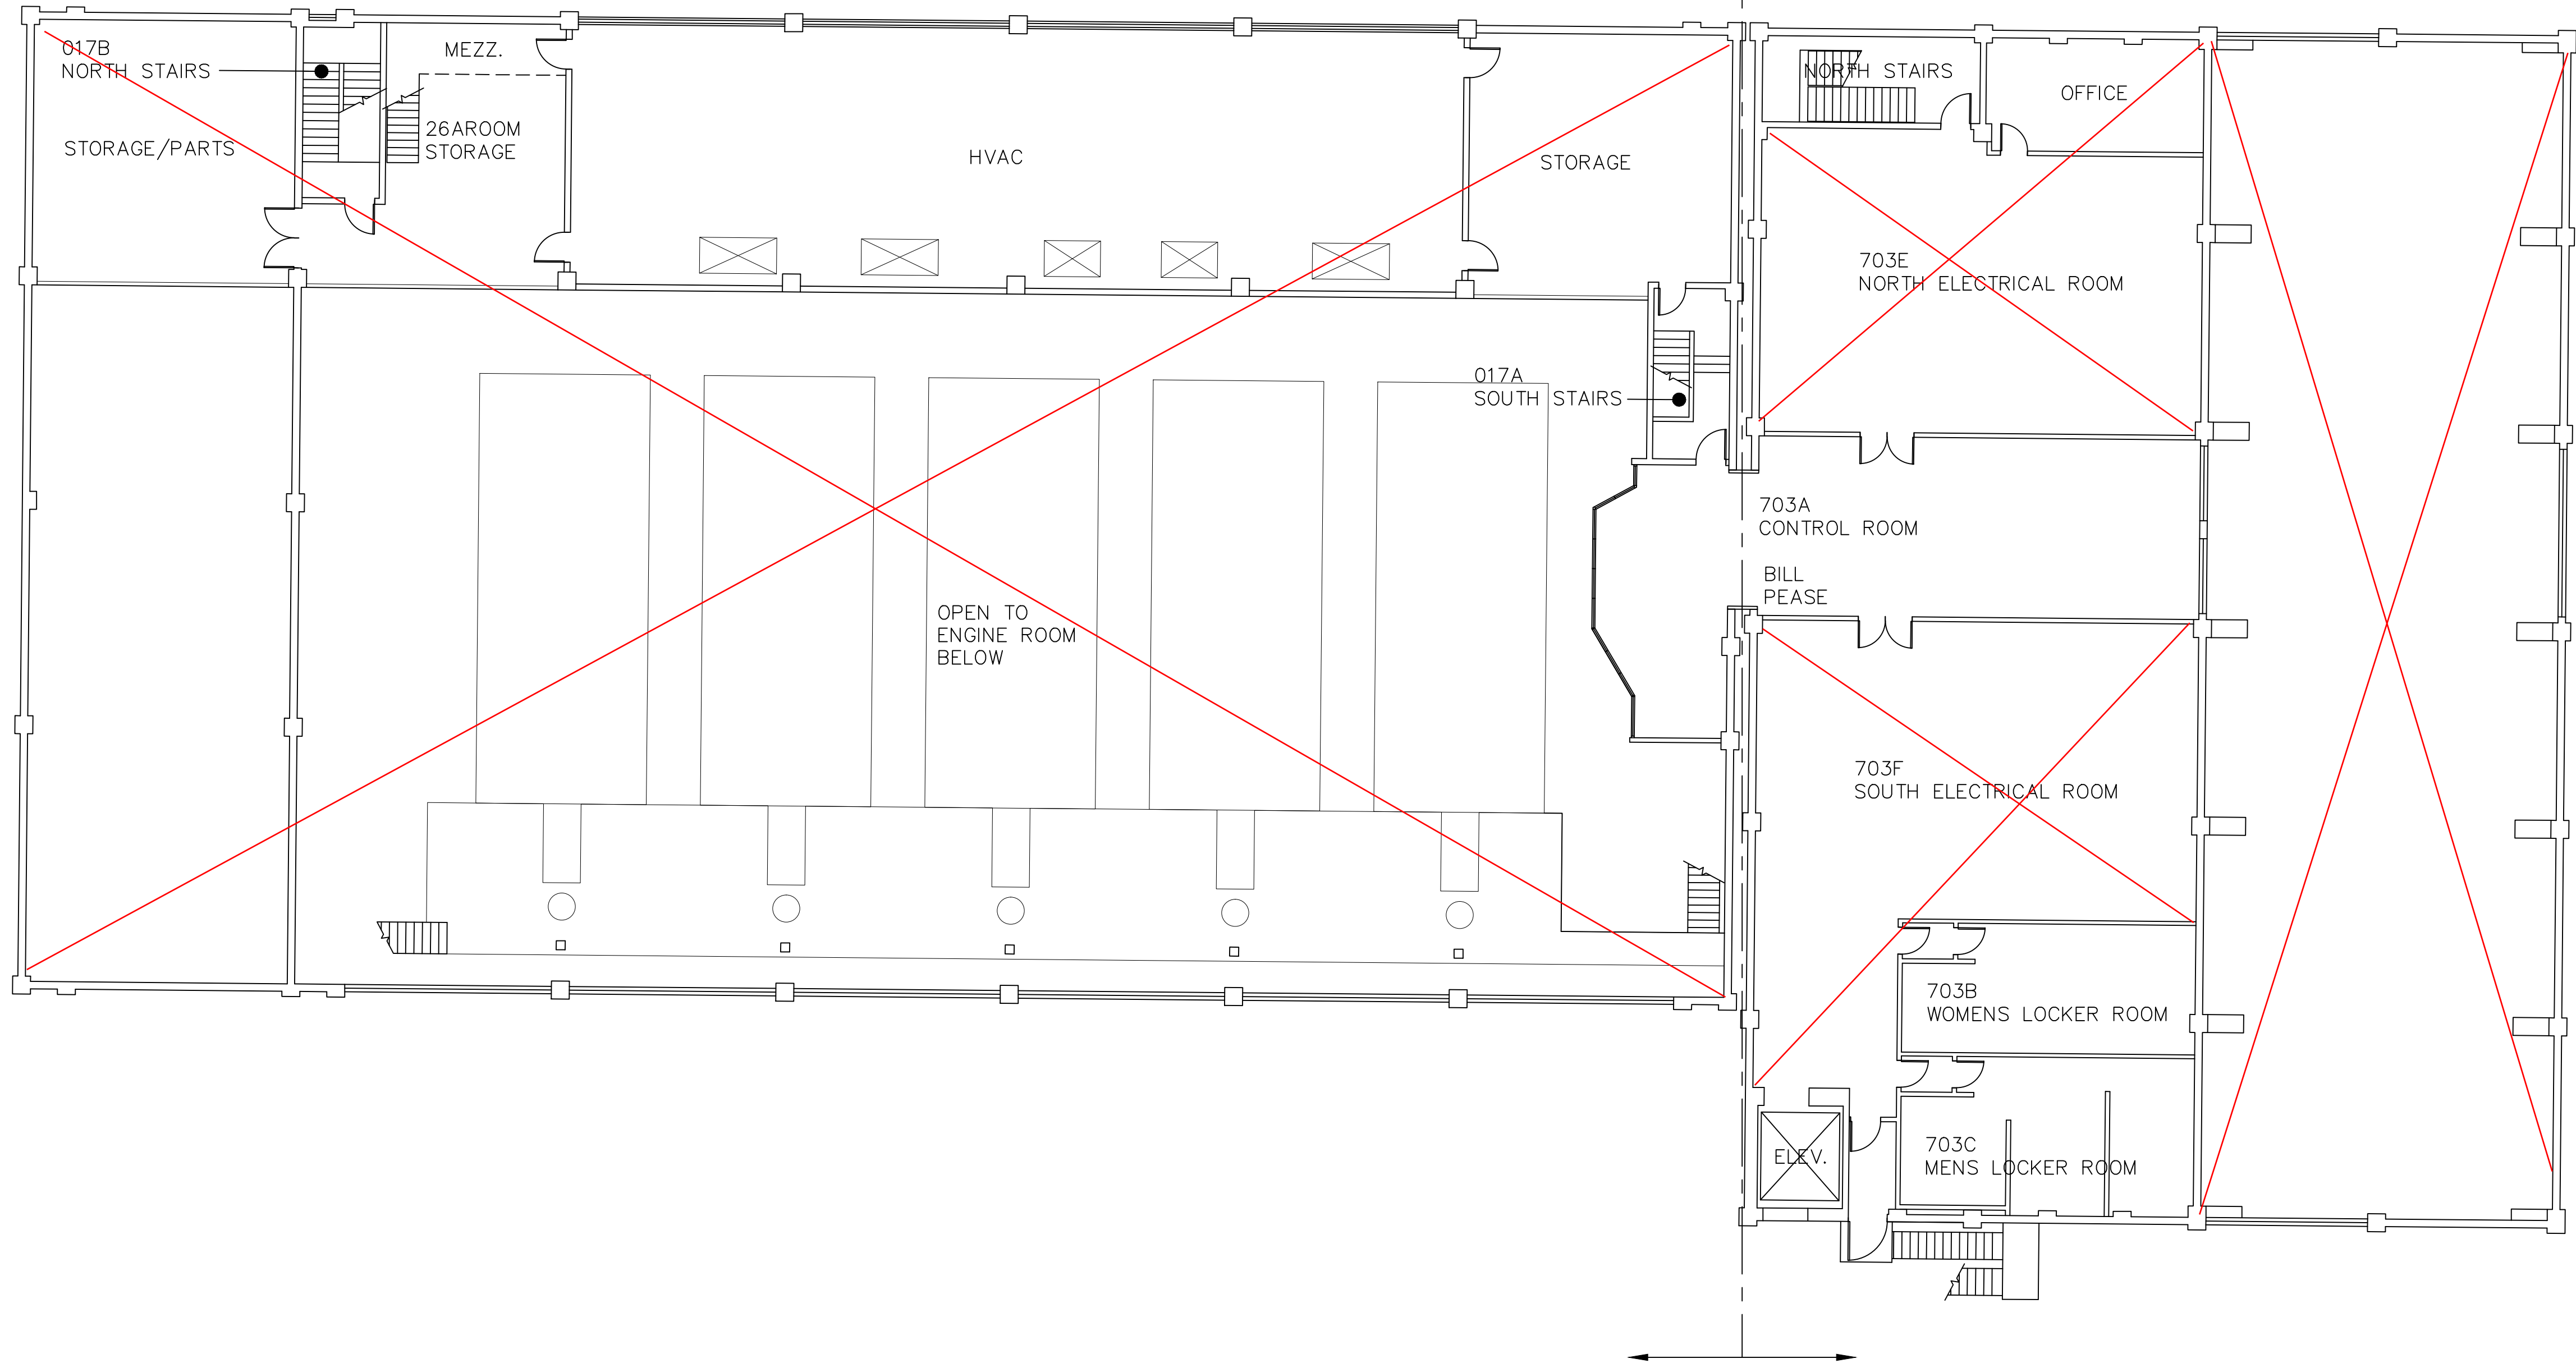 017B
NORTH STAIRS
MEZZ.
STORAGE/PARTS
26AROOM
STORAGE
HVAC
STORAGE
NORTH STAIRS
OFFICE
703E
NORTH ELECTRICAL ROOM
017A
SOUTH STAIRS
703A
CONTROL ROOM
BILL
PEASE
OPEN TO
ENGINE ROOM
BELOW
703F
SOUTH ELECTRICAL ROOM
703B
WOMENS LOCKER ROOM
703C
MENS LOCKER ROOM
ELEV.